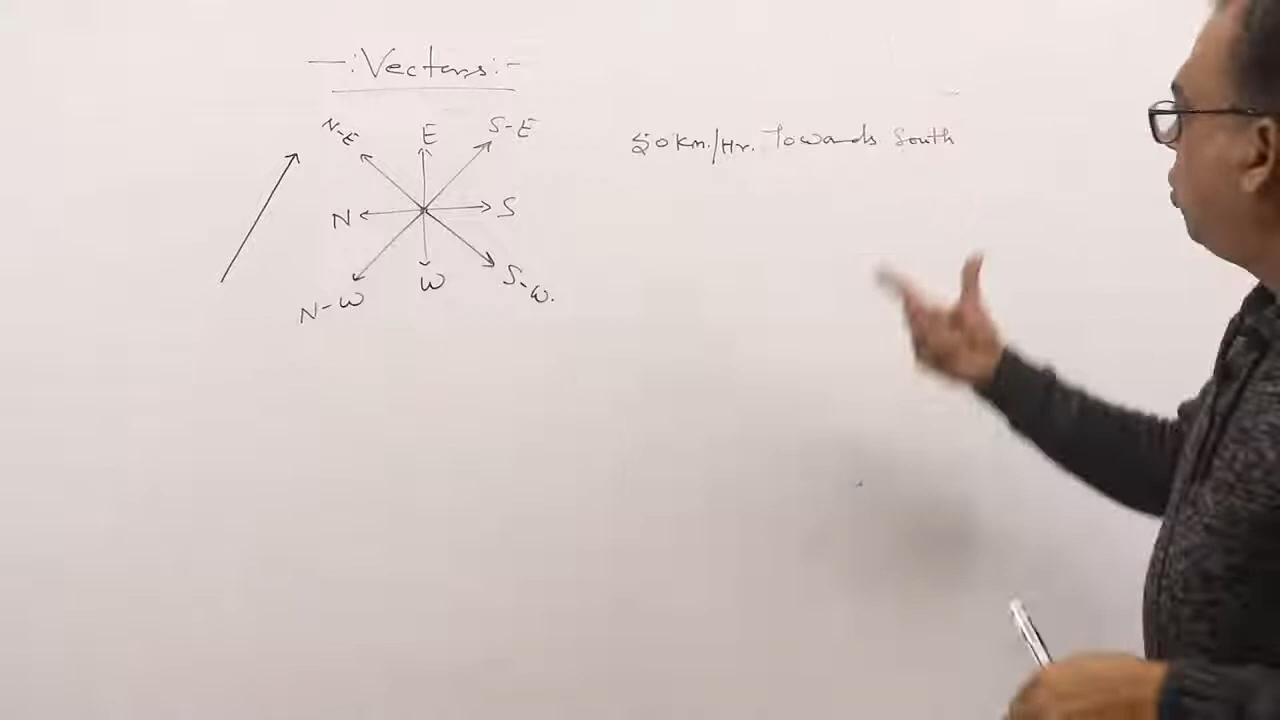 -:Vectors:-
N-E
E
S-E
N
S
N-W
W
S-W.
50 Km./Hr. Towards South